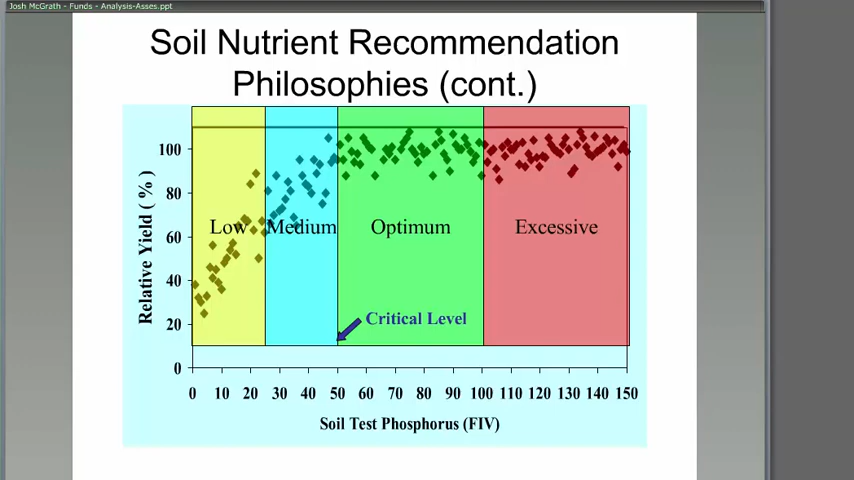 Josh McGrath - Funds - Analysis-Asses.ppt
Soil Nutrient Recommendation
Philosophies (cont.)
Relative Yield ( % )
100
80
60
40
20
0
Low
Medium
Optimum
Excessive
Critical Level
0 10 20 30 40 50 60 70 80 90 100 110 120 130 140 150
Soil Test Phosphorus (FIV)